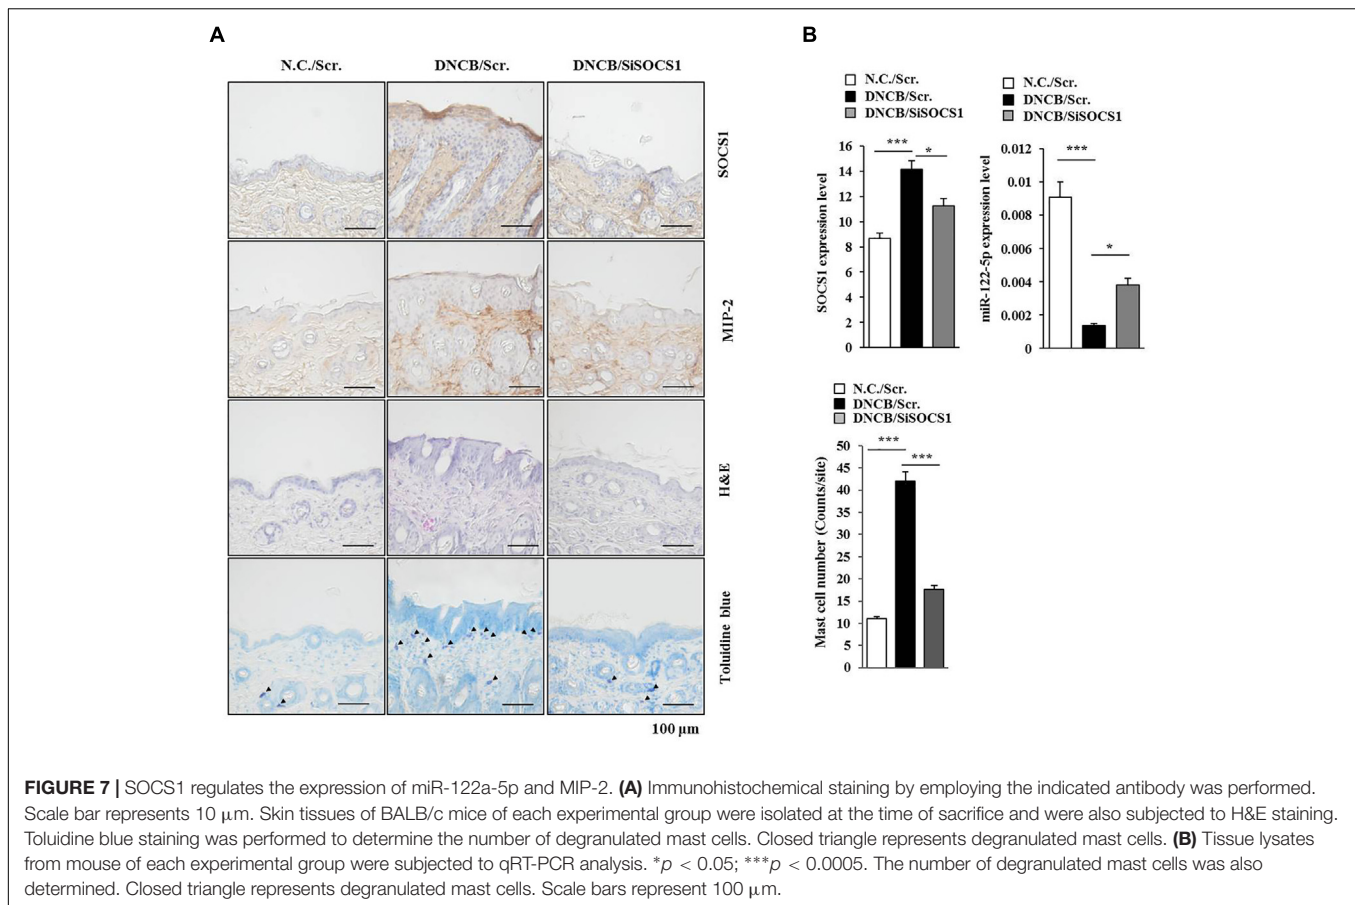 A
N.C./Scr. DNCB/Scr. DNCB/SiSOCS1
SOCS1
MIP-2
H&E
Toluidine blue
100 μm
B
N.C./Scr.
DNCB/Scr.
DNCB/SiSOCS1
SOCS1 expression level
16
14
12
10
8
6
4
2
0
***
*
N.C./Scr.
DNCB/Scr.
DNCB/SiSOCS1
miR-122-5p expression level
0.012
0.01
0.008
0.006
0.004
0.002
0
***
*
N.C./Scr.
DNCB/Scr.
DNCB/SiSOCS1
Mast cell number (Counts/site)
50
45
40
35
30
25
20
15
10
5
0
***
***
FIGURE 7 | SOCS1 regulates the expression of miR-122a-5p and MIP-2. (A) Immunohistochemical staining by employing the indicated antibody was performed.
Scale bar represents 10 μm. Skin tissues of BALB/c mice of each experimental group were isolated at the time of sacrifice and were also subjected to H&E staining.
Toluidine blue staining was performed to determine the number of degranulated mast cells. Closed triangle represents degranulated mast cells. (B) Tissue lysates
from mouse of each experimental group were subjected to qRT-PCR analysis. *p < 0.05; ***p < 0.0005. The number of degranulated mast cells was also
determined. Closed triangle represents degranulated mast cells. Scale bars represent 100 μm.